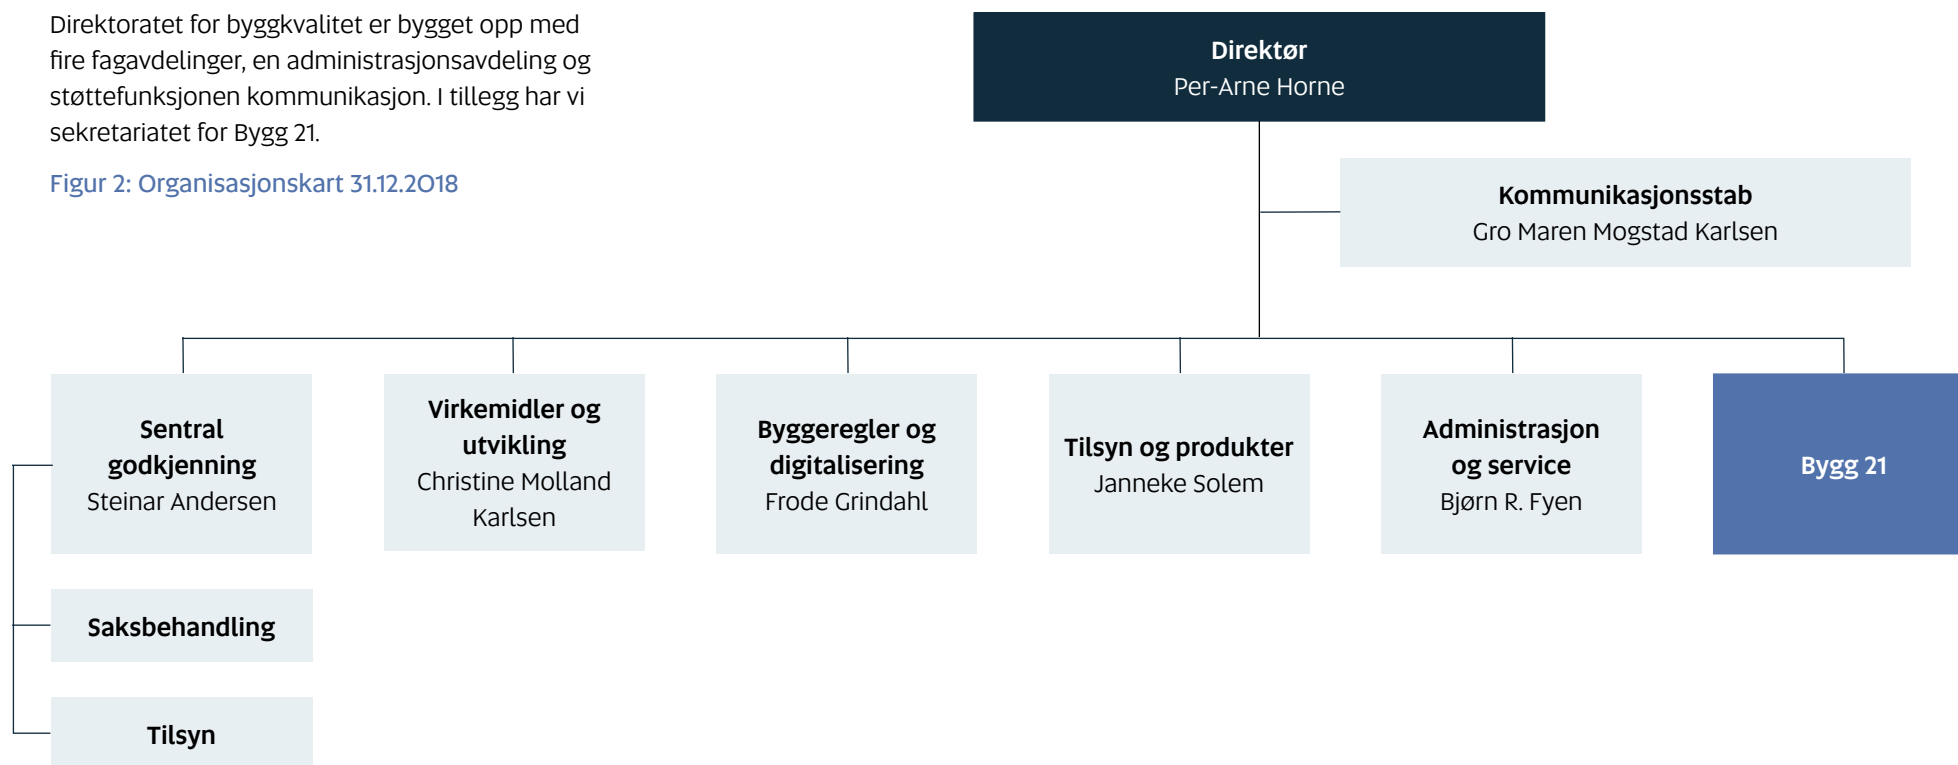 Direktoratet for byggkvalitet er bygget opp med
fire fagavdelinger, en administrasjonsavdeling og
støttefunksjonen kommunikasjon. I tillegg har vi
sekretariatet for Bygg 21.
Figur 2: Organisasjonskart 31.12.2018
Direktør
Per-Arne Horne
Kommunikasjonsstab
Gro Maren Mogstad Karlsen
Sentral
godkjenning
Steinar Andersen
Virkemidler og
utvikling
Christine Molland
Karlsen
Byggeregler og
digitalisering
Frode Grindahl
Tilsyn og produkter
Janneke Solem
Administrasjon
og service
Bjørn R. Fyen
Bygg 21
Saksbehandling
Tilsyn